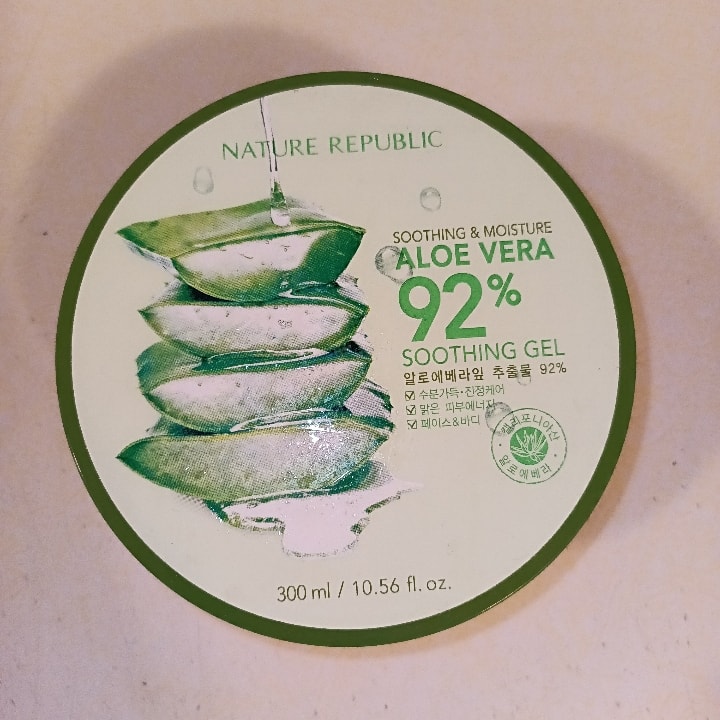 NATURE REPUBLIC
SOOTHING & MOISTURE
ALOE VERA
92%
SOOTHING GEL
알로에베라잎 추출물 92%
수분가득·진정케어
맑은 피부에너지
페이스&바디
캘리포니아산
알로에베라
300 ml / 10.56 fl. oz.